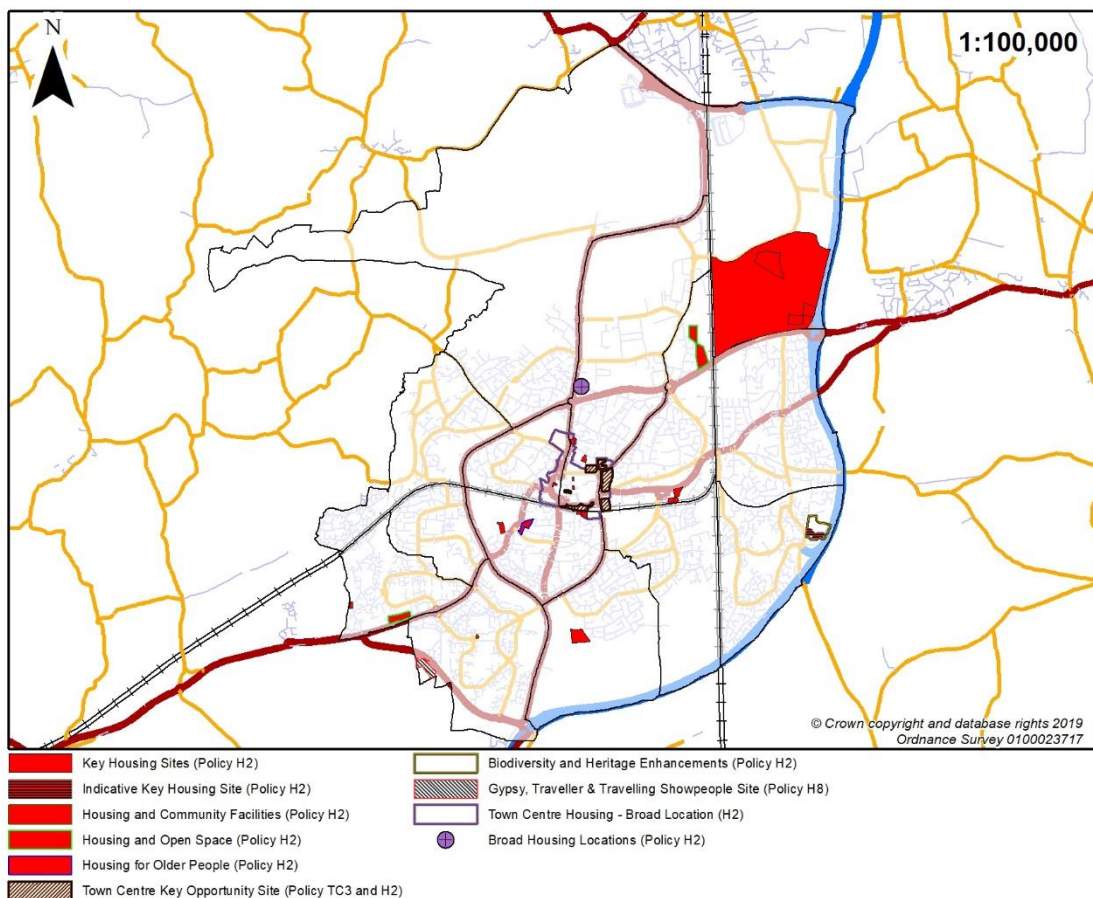 N
1:100,000
© Crown copyright and database rights 2019
Ordnance Survey 0100023717
Key Housing Sites (Policy H2)
Indicative Key Housing Site (Policy H2)
Housing and Community Facilities (Policy H2)
Housing and Open Space (Policy H2)
Housing for Older People (Policy H2)
Town Centre Key Opportunity Site (Policy TC3 and H2)
Biodiversity and Heritage Enhancements (Policy H2)
Gypsy, Traveller & Travelling Showpeople Site (Policy H8)
Town Centre Housing - Broad Location (H2)
Broad Housing Locations (Policy H2)